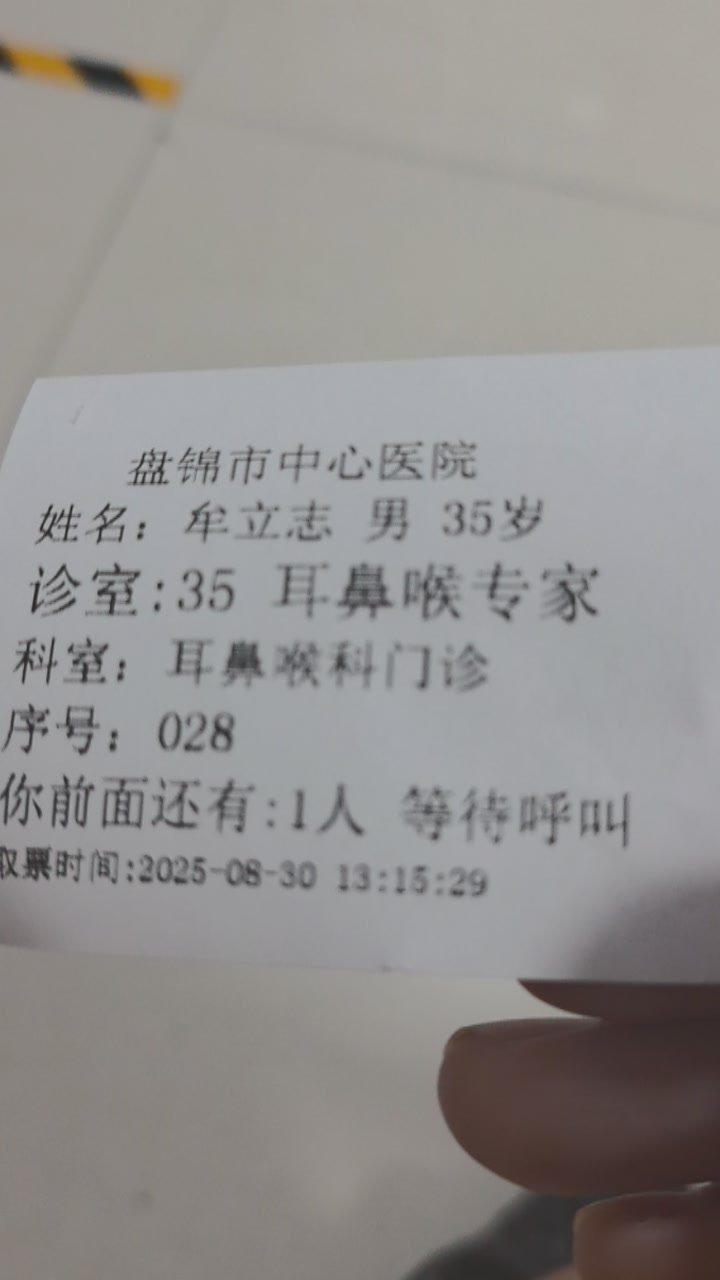 盘锦市中心医院
姓名：牟立志 男 35岁
诊室:35 耳鼻喉专家
科室：耳鼻喉科门诊
序号：028
你前面还有:1人 等待呼叫
取票时间:2025-08-30 13:15:29